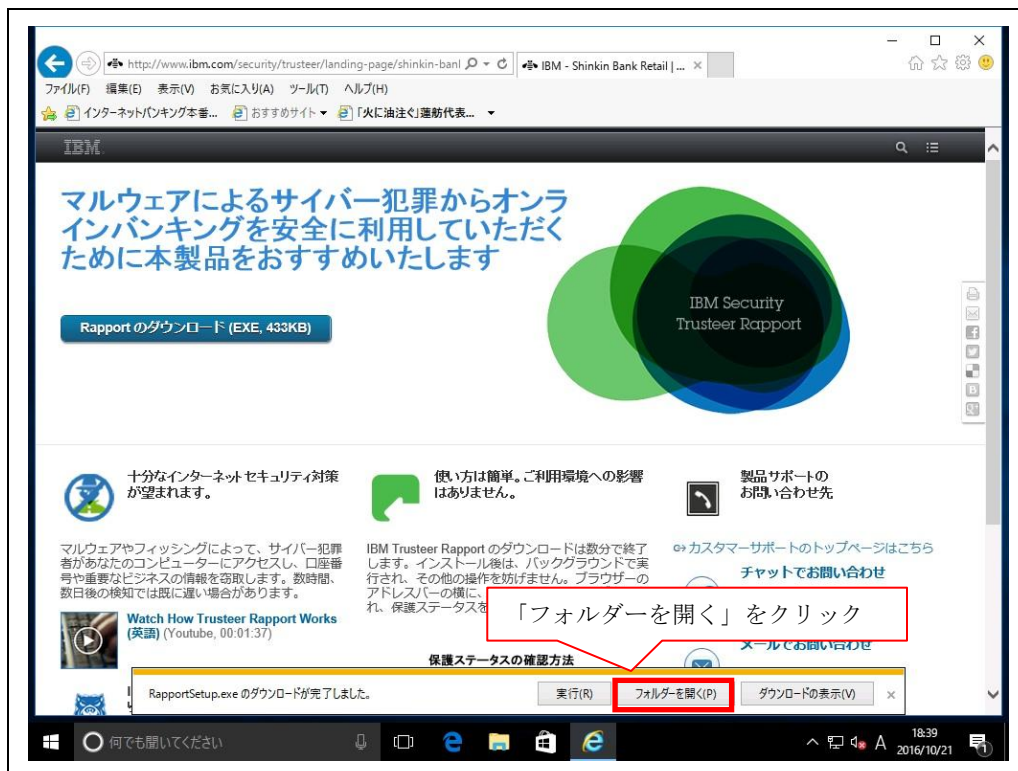 http://www.ibm.com/security/trusteer/landing-page/shinkin-banl
IBM - Shinkin Bank Retail | ...
ファイル(F) 編集(E) 表示(V) お気に入り(A) ツール(T) ヘルプ(H)
インターネットバンキング本番... おすすめサイト 「火に油注ぐ」蓮舫代表...
IBM
マルウェアによるサイバー犯罪からオンラ
インバンキングを安全に利用していただく
ために本製品をおすすめいたします
Rapport のダウンロード (EXE, 433KB)
IBM Security
Trusteer Rapport
十分なインターネットセキュリティ対策
が望まれます。
マルウェアやフィッシングによって、サイバー犯罪
者があなたのコンピューターにアクセスし、口座番
号や重要なビジネスの情報を窃取します。数時間、
数日後の検知では既に遅い場合があります。
Watch How Trusteer Rapport Works
(英語) (Youtube, 00:01:37)
使い方は簡単。ご利用環境への影響
はありません。
IBM Trusteer Rapport のダウンロードは数分で終了
します。インストール後は、バックグラウンドで実
行され、その他の操作を妨げません。ブラウザーの
アドレスバーの横に、
れ、保護ステータスを
保護ステータスの確認方法
製品サポートの
お問い合わせ先
カスタマーサポートのトップページはこちら
チャットでお問い合わせ
メールでお問い合わせ
「フォルダーを開く」をクリック
RapportSetup.exe のダウンロードが完了しました。
実行(R) フォルダーを開く(P) ダウンロードの表示(V)
何でも聞いてください
A
18:39
2016/10/21